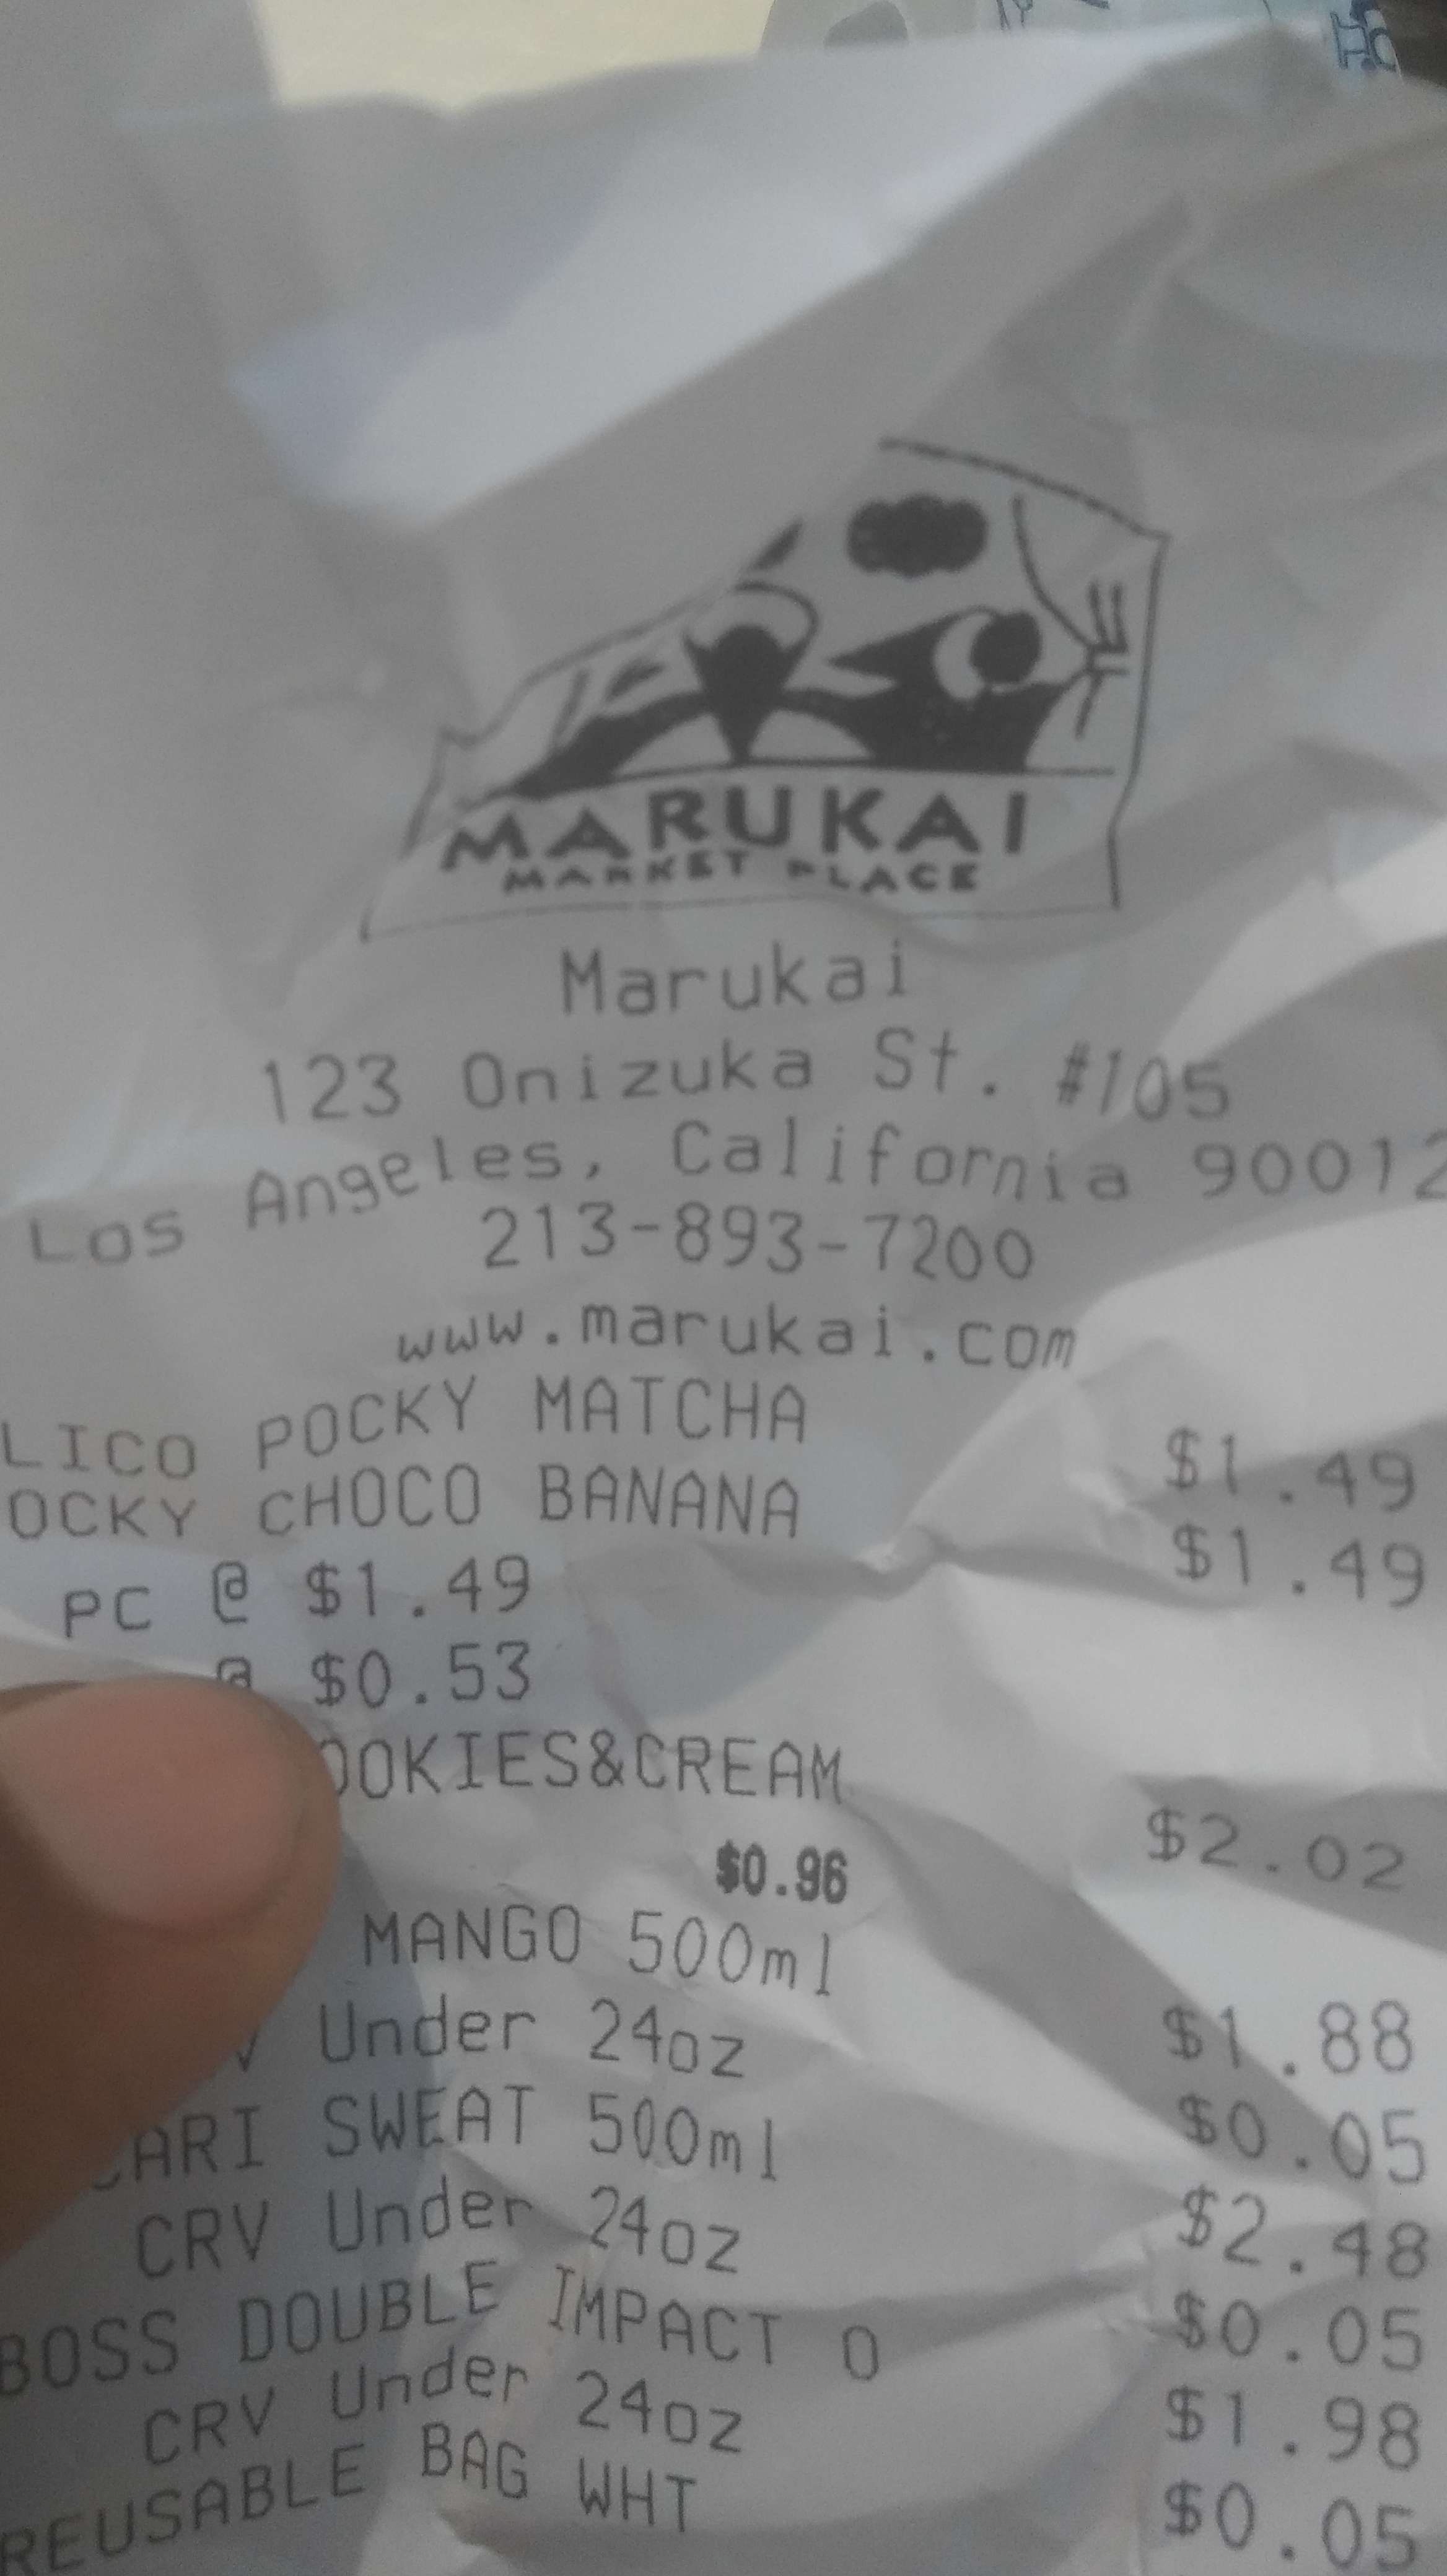 MARUKAI
MARKET PLACE
Marukai
123 Onizuka St. #105
Los Angeles, California 90012
213-893-7200
www.marukai.com
LICO POCKY MATCHA $1.49
OCKY CHOCO BANANA $1.49
PC @ $1.49
@ $0.53
OOKIES&CREAM $2.02
$0.96
MANGO 500ml $1.88
V Under 24oz $0.05
CARI SWEAT 500ml $2.48
CRV Under 24oz $0.05
BOSS DOUBLE IMPACT O $1.98
CRV Under 24oz $0.05
REUSABLE BAG WHT